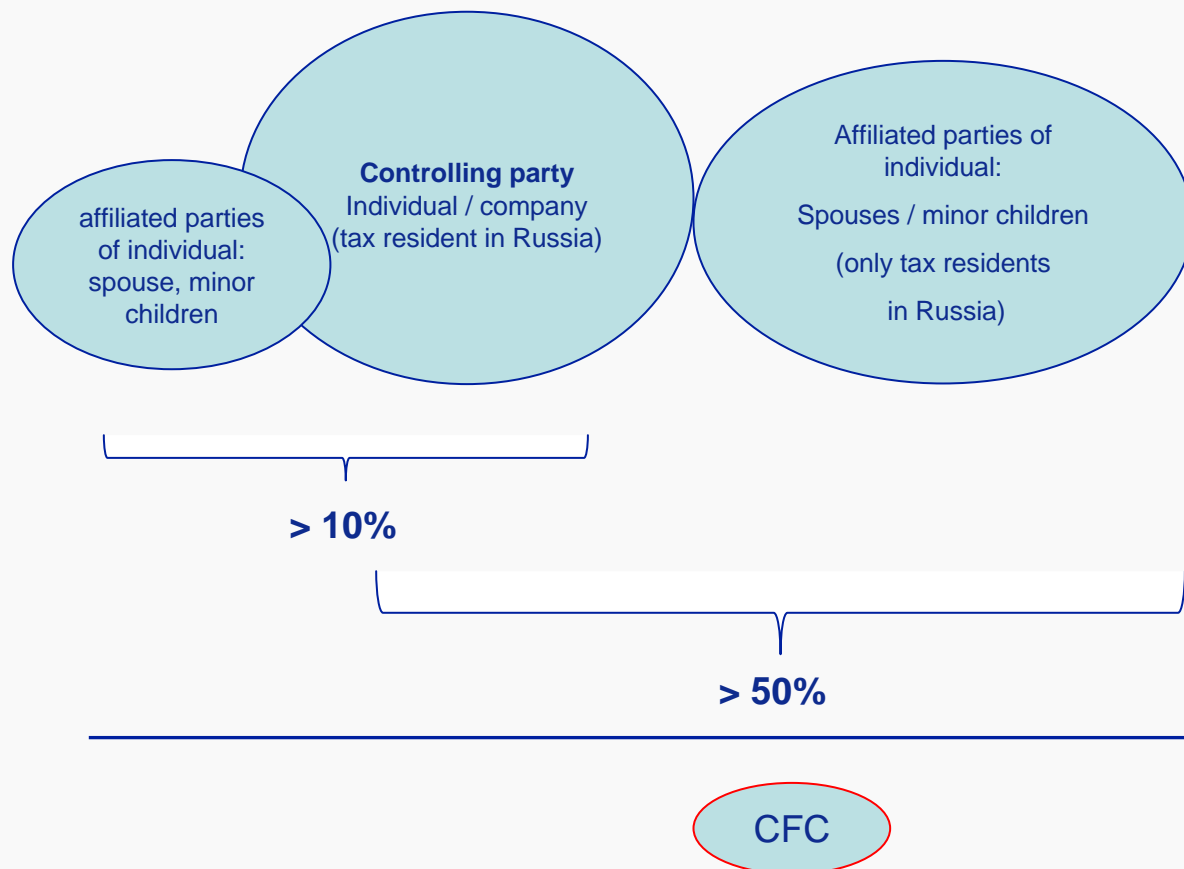 affiliated parties
of individual:
spouse, minor
children
Controlling party
Individual / company
(tax resident in Russia)
Affiliated parties of
individual:
Spouses / minor children
(only tax residents
in Russia)
> 10%
> 50%
CFC